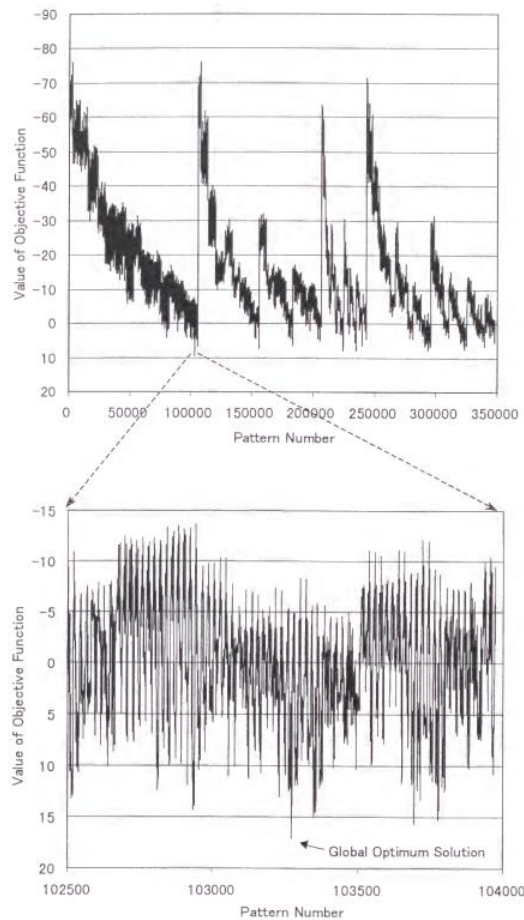 -90
-80
-70
-60
-50
-40
-30
-20
-10
0
10
20
Value of Objective Function
0 50000 100000 150000 200000 250000 300000 350000
Pattern Number
-15
-10
-5
0
5
10
15
20
Value of Objective Function
Global Optimum Solution
102500 103000 103500 104000
Pattern Number